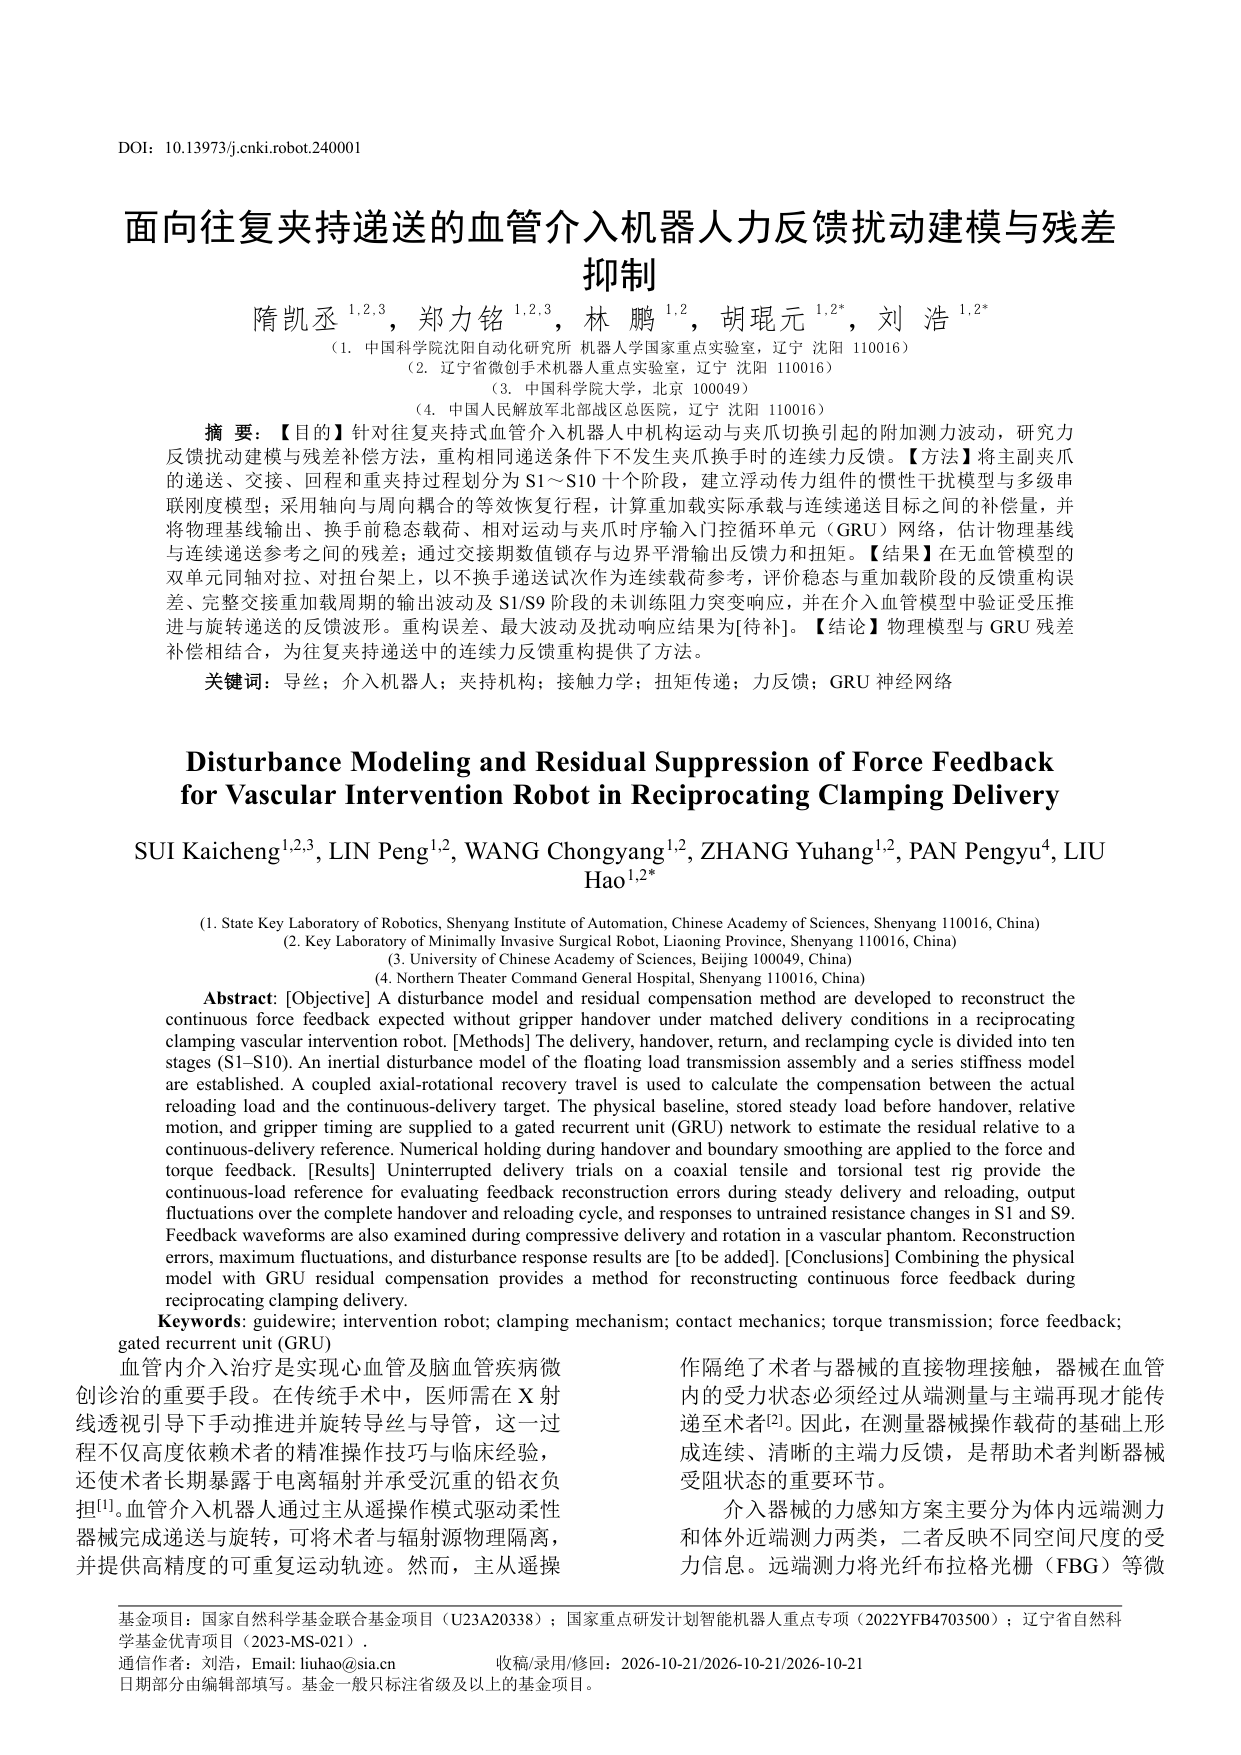 DOI：10.13973/j.cnki.robot.240001
面向往复夹持递送的血管介入机器人力反馈扰动建模与残差
抑制
隋凯丞 1,2,3，郑力铭 1,2,3，林 鹏 1,2，胡琨元 1,2*，刘 浩 1,2*
（1. 中国科学院沈阳自动化研究所 机器人学国家重点实验室，辽宁 沈阳 110016）
（2. 辽宁省微创手术机器人重点实验室，辽宁 沈阳 110016）
（3. 中国科学院大学，北京 100049）
（4. 中国人民解放军北部战区总医院，辽宁 沈阳 110016）
摘 要：【目的】针对往复夹持式血管介入机器人中机构运动与夹爪切换引起的附加测力波动，研究力
反馈扰动建模与残差补偿方法，重构相同递送条件下不发生夹爪换手时的连续力反馈。【方法】将主副夹爪
的递送、交接、回程和重夹持过程划分为 S1～S10 十个阶段，建立浮动传力组件的惯性干扰模型与多级串
联刚度模型；采用轴向与周向耦合的等效恢复行程，计算重加载实际承载与连续递送目标之间的补偿量，并
将物理基线输出、换手前稳态载荷、相对运动与夹爪时序输入门控循环单元（GRU）网络，估计物理基线
与连续递送参考之间的残差；通过交接期数值锁存与边界平滑输出反馈力和扭矩。【结果】在无血管模型的
双单元同轴对拉、对扭台架上，以不换手递送试次作为连续载荷参考，评价稳态与重加载阶段的反馈重构误
差、完整交接重加载周期的输出波动及 S1/S9 阶段的未训练阻力突变响应，并在介入血管模型中验证受压推
进与旋转递送的反馈波形。重构误差、最大波动及扰动响应结果为[待补]。【结论】物理模型与 GRU 残差
补偿相结合，为往复夹持递送中的连续力反馈重构提供了方法。
关键词：导丝；介入机器人；夹持机构；接触力学；扭矩传递；力反馈；GRU 神经网络
Disturbance Modeling and Residual Suppression of Force Feedback
for Vascular Intervention Robot in Reciprocating Clamping Delivery
SUI Kaicheng1,2,3, LIN Peng1,2, WANG Chongyang1,2, ZHANG Yuhang1,2, PAN Pengyu4, LIU
Hao1,2*
(1. State Key Laboratory of Robotics, Shenyang Institute of Automation, Chinese Academy of Sciences, Shenyang 110016, China)
(2. Key Laboratory of Minimally Invasive Surgical Robot, Liaoning Province, Shenyang 110016, China)
(3. University of Chinese Academy of Sciences, Beijing 100049, China)
(4. Northern Theater Command General Hospital, Shenyang 110016, China)
Abstract: [Objective] A disturbance model and residual compensation method are developed to reconstruct the
continuous force feedback expected without gripper handover under matched delivery conditions in a reciprocating
clamping vascular intervention robot. [Methods] The delivery, handover, return, and reclamping cycle is divided into ten
stages (S1–S10). An inertial disturbance model of the floating load transmission assembly and a series stiffness model
are established. A coupled axial-rotational recovery travel is used to calculate the compensation between the actual
reloading load and the continuous-delivery target. The physical baseline, stored steady load before handover, relative
motion, and gripper timing are supplied to a gated recurrent unit (GRU) network to estimate the residual relative to a
continuous-delivery reference. Numerical holding during handover and boundary smoothing are applied to the force and
torque feedback. [Results] Uninterrupted delivery trials on a coaxial tensile and torsional test rig provide the
continuous-load reference for evaluating feedback reconstruction errors during steady delivery and reloading, output
fluctuations over the complete handover and reloading cycle, and responses to untrained resistance changes in S1 and S9.
Feedback waveforms are also examined during compressive delivery and rotation in a vascular phantom. Reconstruction
errors, maximum fluctuations, and disturbance response results are [to be added]. [Conclusions] Combining the physical
model with GRU residual compensation provides a method for reconstructing continuous force feedback during
reciprocating clamping delivery.
Keywords: guidewire; intervention robot; clamping mechanism; contact mechanics; torque transmission; force feedback;
gated recurrent unit (GRU)
血管内介入治疗是实现心血管及脑血管疾病微
创诊治的重要手段。在传统手术中，医师需在 X 射
线透视引导下手动推进并旋转导丝与导管，这一过
程不仅高度依赖术者的精准操作技巧与临床经验，
还使术者长期暴露于电离辐射并承受沉重的铅衣负
担[1]。血管介入机器人通过主从遥操作模式驱动柔性
器械完成递送与旋转，可将术者与辐射源物理隔离，
并提供高精度的可重复运动轨迹。然而，主从遥操
作隔绝了术者与器械的直接物理接触，器械在血管
内的受力状态必须经过从端测量与主端再现才能传
递至术者[2]。因此，在测量器械操作载荷的基础上形
成连续、清晰的主端力反馈，是帮助术者判断器械
受阻状态的重要环节。
介入器械的力感知方案主要分为体内远端测力
和体外近端测力两类，二者反映不同空间尺度的受
力信息。远端测力将光纤布拉格光栅（FBG）等微
基金项目：国家自然科学基金联合基金项目（U23A20338）；国家重点研发计划智能机器人重点专项（2022YFB4703500）；辽宁省自然科
学基金优青项目（2023-MS-021）.
通信作者：刘浩，Email: liuhao@sia.cn 收稿/录用/修回：2026-10-21/2026-10-21/2026-10-21
日期部分由编辑部填写。基金一般只标注省级及以上的基金项目。